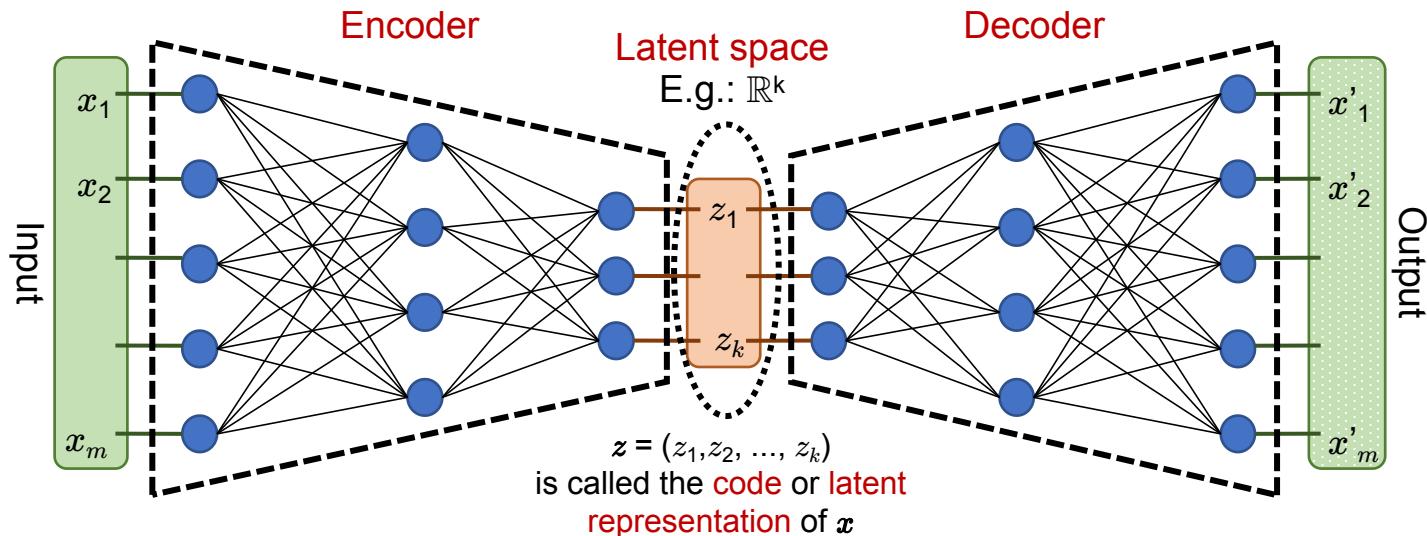 Encoder
Decoder
Latent space
E.g.: ℝᵏ
Input
x₁
x₂
xₘ
z₁
zₖ
x'₁
x'₂
x'ₘ
Output
z = (z₁,z₂, ..., zₖ)
is called the code or latent
representation of x